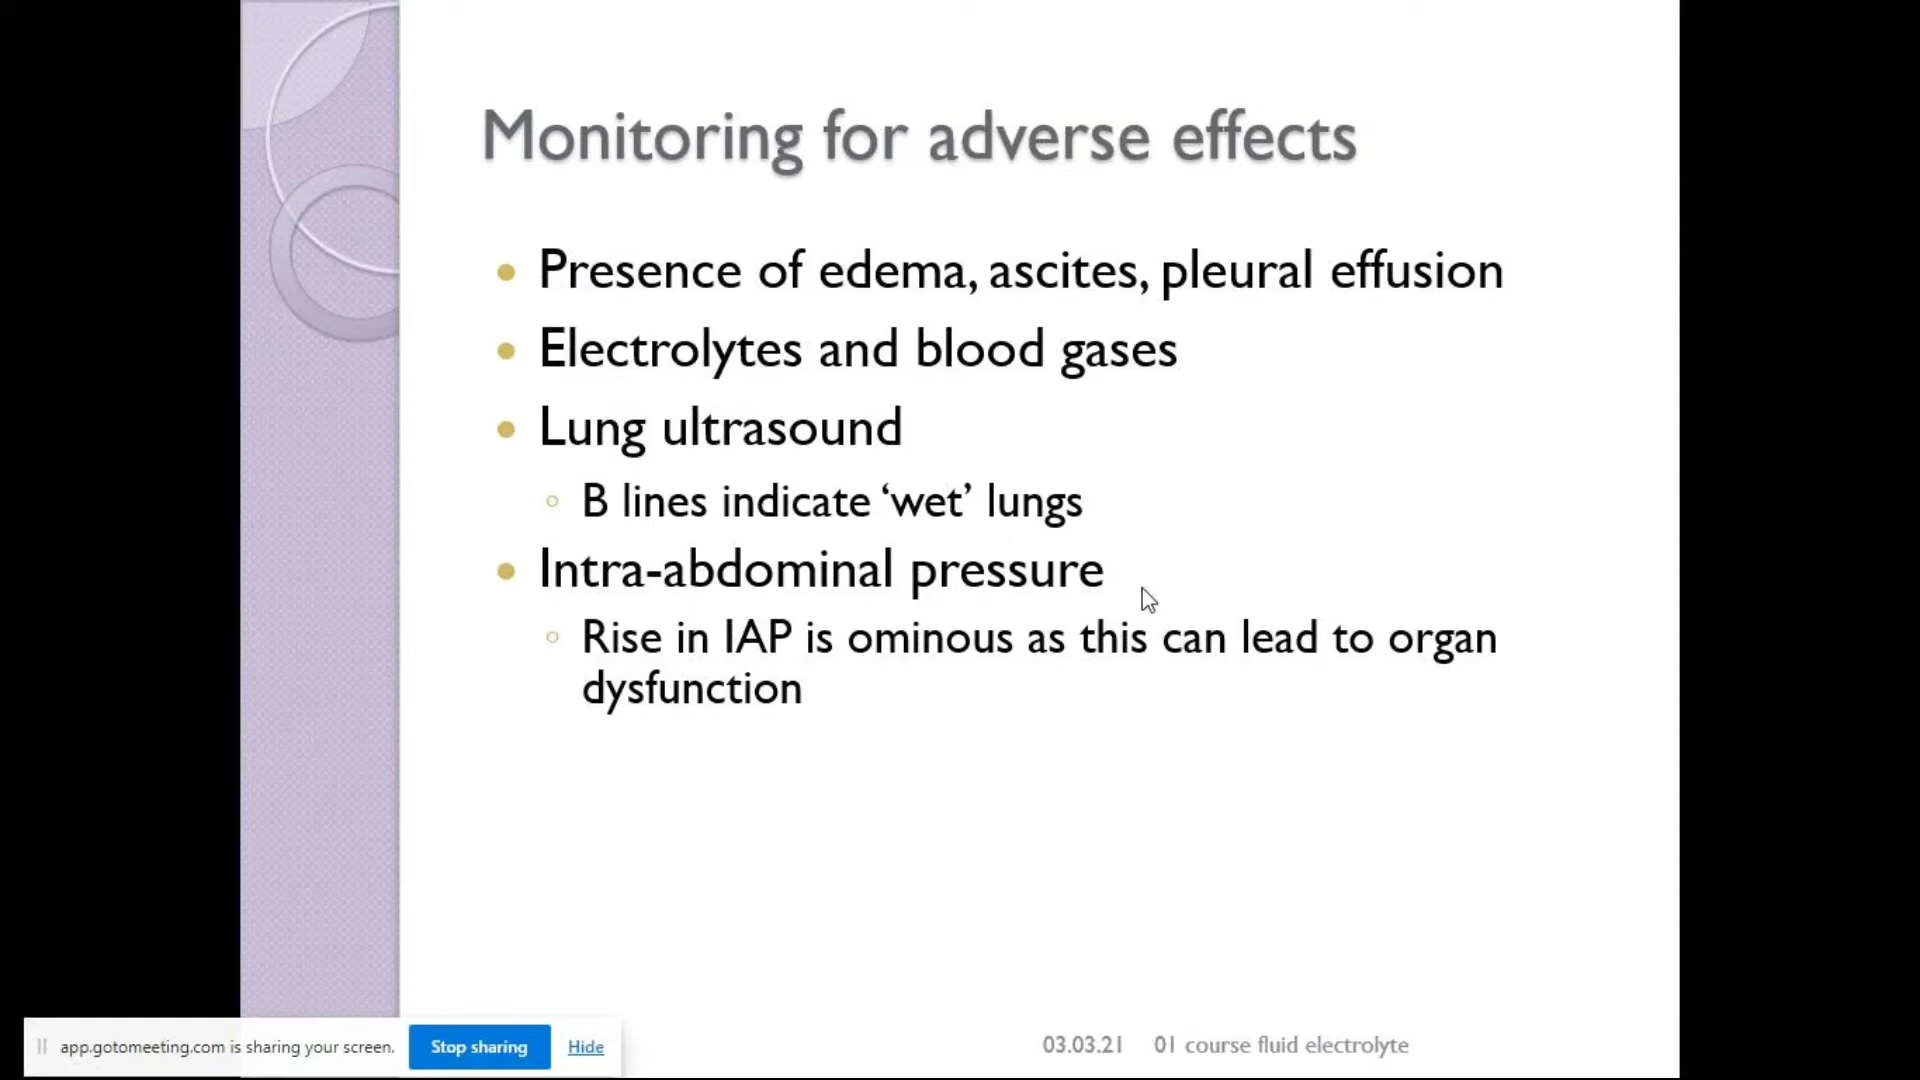 Monitoring for adverse effects
• Presence of edema, ascites, pleural effusion
• Electrolytes and blood gases
• Lung ultrasound
◦ B lines indicate ‘wet’ lungs
• Intra-abdominal pressure
◦ Rise in IAP is ominous as this can lead to organ
dysfunction
app.gotomeeting.com is sharing your screen. Stop sharing Hide
03.03.21 01 course fluid electrolyte